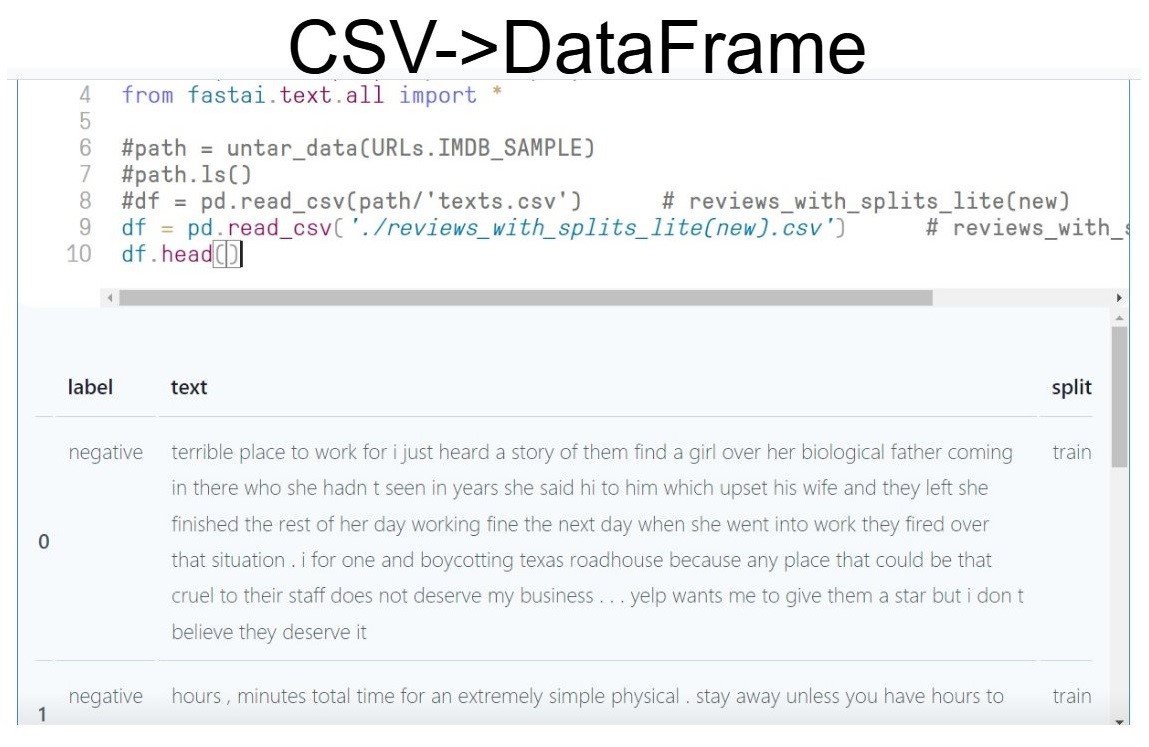 CSV->DataFrame
4 from fastai.text.all import *
5
6 #path = untar_data(URLs.IMDB_SAMPLE)
7 #path.ls()
8 #df = pd.read_csv(path/'texts.csv') # reviews_with_splits_lite(new)
9 df = pd.read_csv('./reviews_with_splits_lite(new).csv') # reviews_with_s
10 df.head()
label text split
negative terrible place to work for i just heard a story of them find a girl over her biological father coming train
in there who she hadn t seen in years she said hi to him which upset his wife and they left she
finished the rest of her day working fine the next day when she went into work they fired over
0
that situation . i for one and boycotting texas roadhouse because any place that could be that
cruel to their staff does not deserve my business . . . yelp wants me to give them a star but i don t
believe they deserve it
negative hours , minutes total time for an extremely simple physical . stay away unless you have hours to train
1